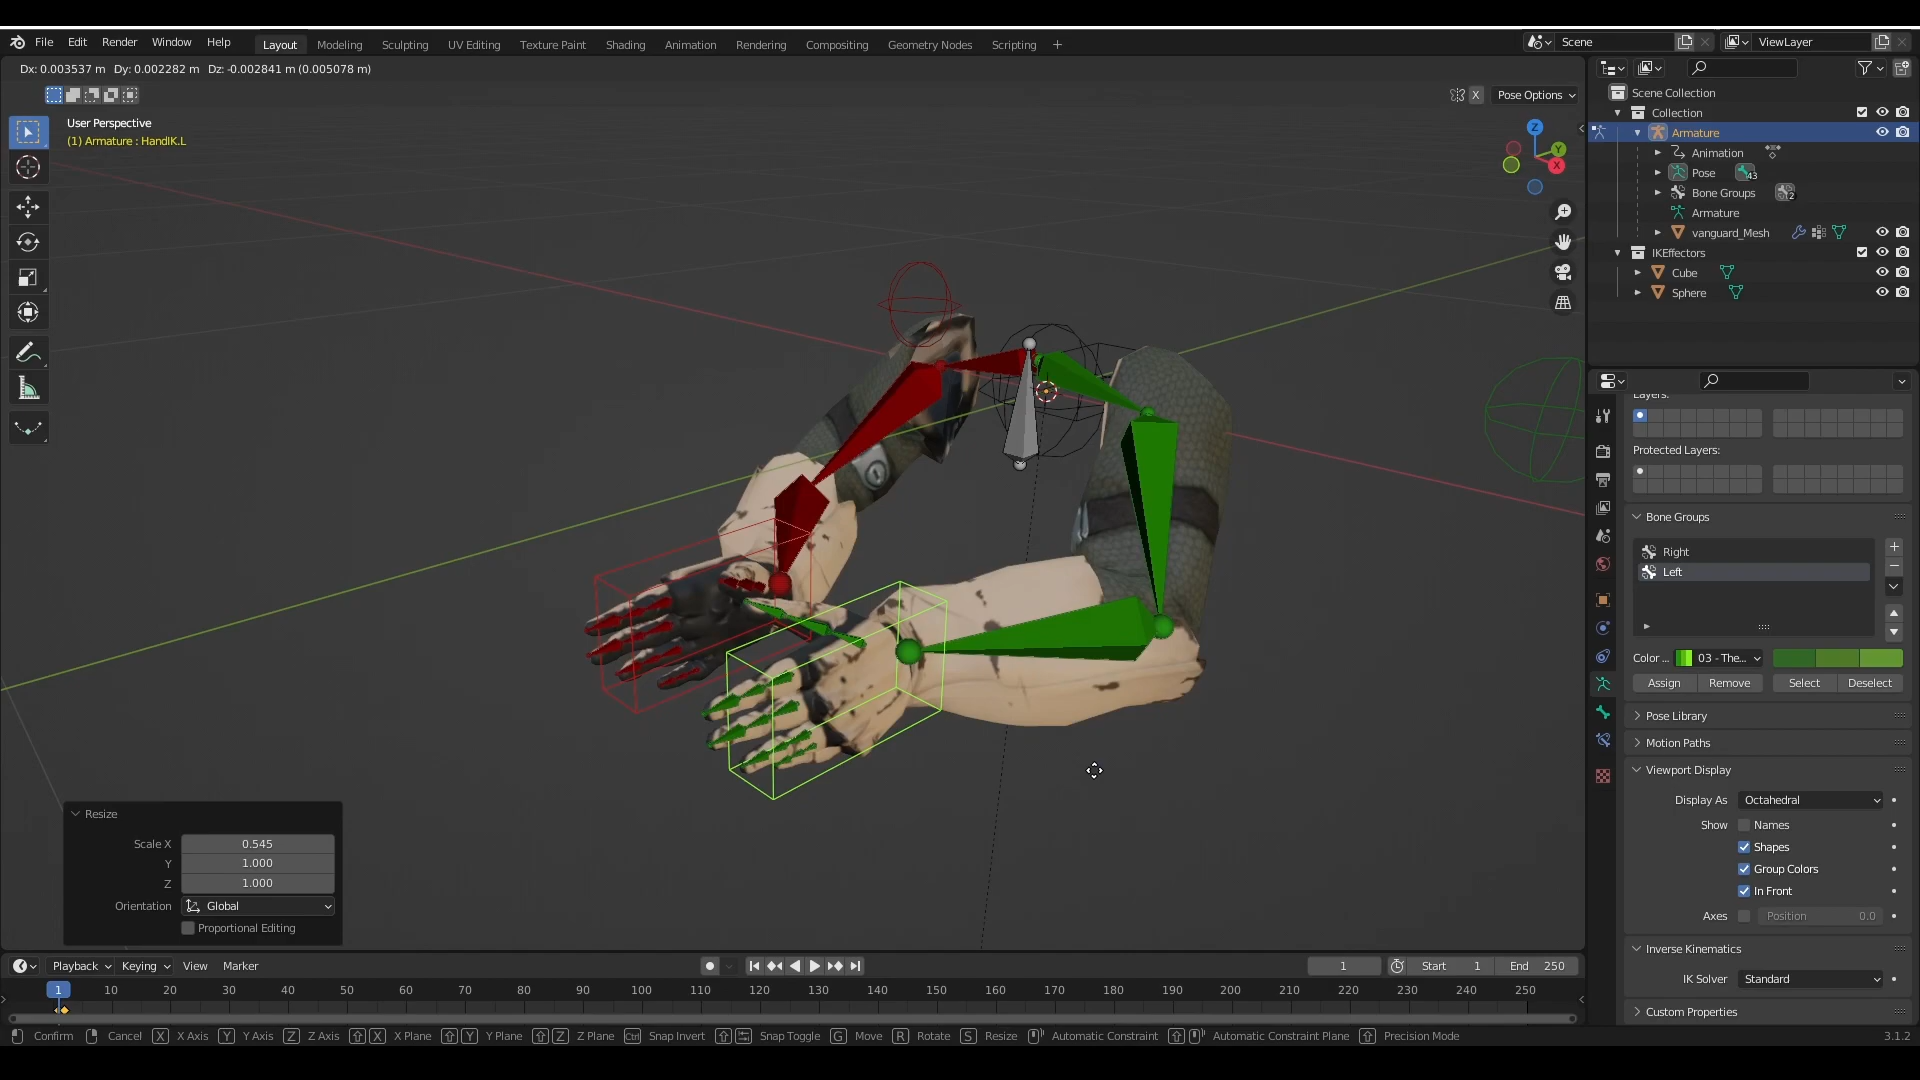 File Edit Render Window Help
Layout Modeling Sculpting UV Editing Texture Paint Shading Animation Rendering Compositing Geometry Nodes Scripting +
Scene
ViewLayer
Dx: 0.003537 m Dy: 0.002282 m Dz: -0.002841 m (0.005078 m)
X Pose Options
User Perspective
(1) Armature : HandIK.L
Z
Y
X
Scene Collection
Collection
Armature
Animation
Pose 43
Bone Groups 2
Armature
vanguard_Mesh
IKEffectors
Cube
Sphere
Layers:
Protected Layers:
Bone Groups
Right
Left
Color ... 03 - The...
Assign Remove Select Deselect
Pose Library
Motion Paths
Viewport Display
Display As Octahedral
Show Names
Shapes
Group Colors
In Front
Axes Position 0.0
Inverse Kinematics
IK Solver Standard
Custom Properties
Resize
Scale X 0.545
Y 1.000
Z 1.000
Orientation Global
Proportional Editing
Playback Keying View Marker
1 Start 1 End 250
1 10 20 30 40 50 60 70 80 90 100 110 120 130 140 150 160 170 180 190 200 210 220 230 240 250
Confirm Cancel X X Axis Y Y Axis Z Z Axis X X Plane Y Y Plane Z Z Plane Ctrl Snap Invert Snap Toggle G Move R Rotate S Resize Automatic Constraint Automatic Constraint Plane Precision Mode 3.1.2